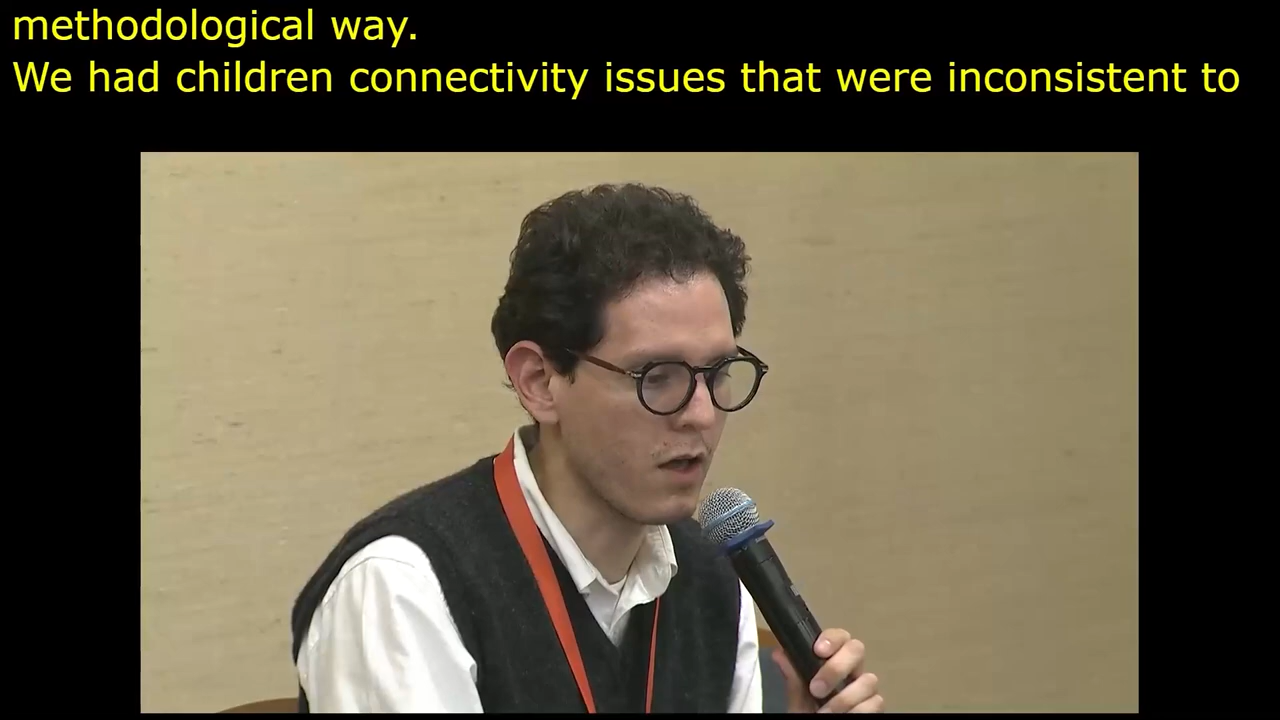 methodological way.
We had children connectivity issues that were inconsistent to